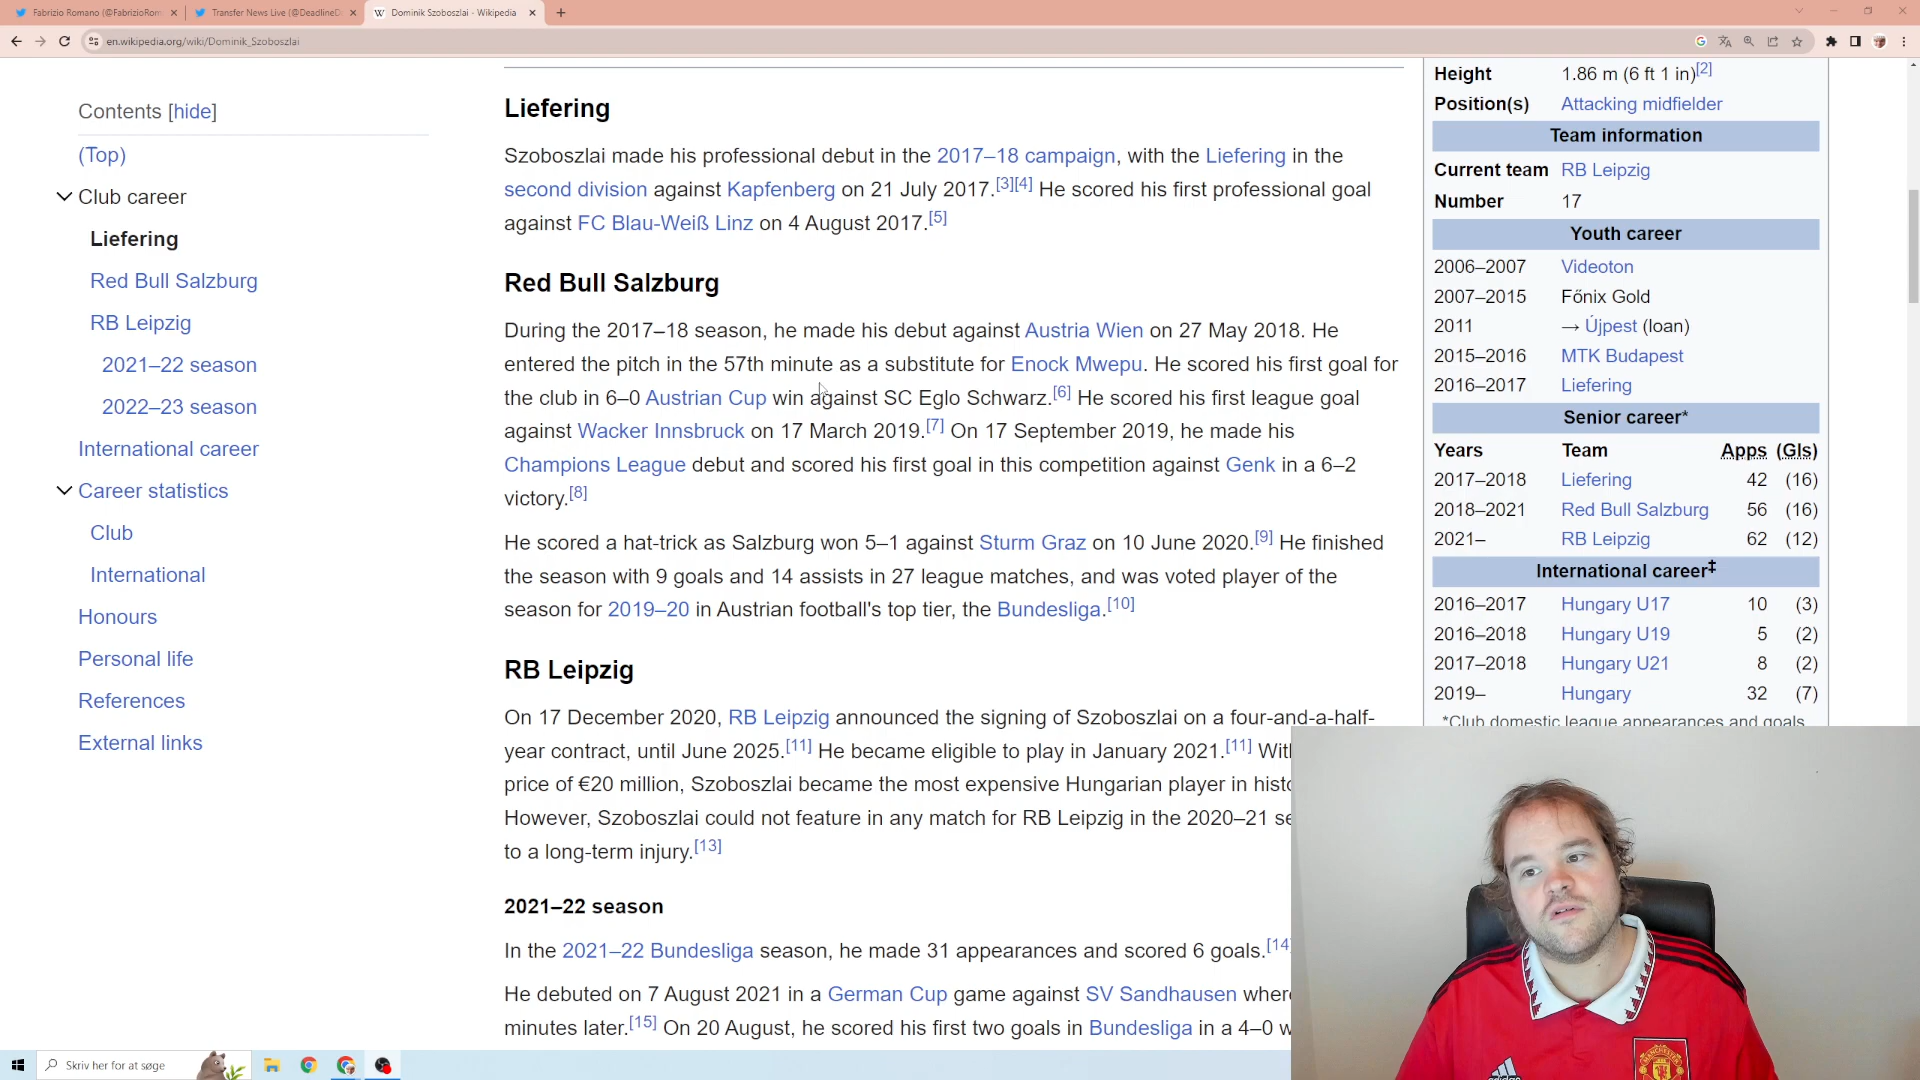 Fabrizio Romano (@FabrizioRom
Transfer News Live (@DeadlineD
Dominik Szoboszlai - Wikipedia
en.wikipedia.org/wiki/Dominik_Szoboszlai
Contents [hide]
(Top)
Club career
Liefering
Red Bull Salzburg
RB Leipzig
2021–22 season
2022–23 season
International career
Career statistics
Club
International
Honours
Personal life
References
External links
Liefering
Szoboszlai made his professional debut in the 2017–18 campaign, with the Liefering in the
second division against Kapfenberg on 21 July 2017.[3][4] He scored his first professional goal
against FC Blau-Weiß Linz on 4 August 2017.[5]
Red Bull Salzburg
During the 2017–18 season, he made his debut against Austria Wien on 27 May 2018. He
entered the pitch in the 57th minute as a substitute for Enock Mwepu. He scored his first goal for
the club in 6–0 Austrian Cup win against SC Eglo Schwarz.[6] He scored his first league goal
against Wacker Innsbruck on 17 March 2019.[7] On 17 September 2019, he made his
Champions League debut and scored his first goal in this competition against Genk in a 6–2
victory.[8]
He scored a hat-trick as Salzburg won 5–1 against Sturm Graz on 10 June 2020.[9] He finished
the season with 9 goals and 14 assists in 27 league matches, and was voted player of the
season for 2019–20 in Austrian football's top tier, the Bundesliga.[10]
RB Leipzig
On 17 December 2020, RB Leipzig announced the signing of Szoboszlai on a four-and-a-half-
year contract, until June 2025.[11] He became eligible to play in January 2021.[11] Wit
price of €20 million, Szoboszlai became the most expensive Hungarian player in histo
However, Szoboszlai could not feature in any match for RB Leipzig in the 2020–21 se
to a long-term injury.[13]
2021–22 season
In the 2021–22 Bundesliga season, he made 31 appearances and scored 6 goals.[14]
He debuted on 7 August 2021 in a German Cup game against SV Sandhausen where
minutes later.[15] On 20 August, he scored his first two goals in Bundesliga in a 4–0 w
Height 1.86 m (6 ft 1 in)[2]
Position(s) Attacking midfielder
Team information
Current team RB Leipzig
Number 17
Youth career
2006–2007 Videoton
2007–2015 Főnix Gold
2011 → Újpest (loan)
2015–2016 MTK Budapest
2016–2017 Liefering
Senior career*
Years Team Apps (Gls)
2017–2018 Liefering 42 (16)
2018–2021 Red Bull Salzburg 56 (16)
2021– RB Leipzig 62 (12)
International career‡
2016–2017 Hungary U17 10 (3)
2016–2018 Hungary U19 5 (2)
2017–2018 Hungary U21 8 (2)
2019– Hungary 32 (7)
*Club domestic league appearances and goals
adidas
MANCHESTER
UNITED
Skriv her for at søge